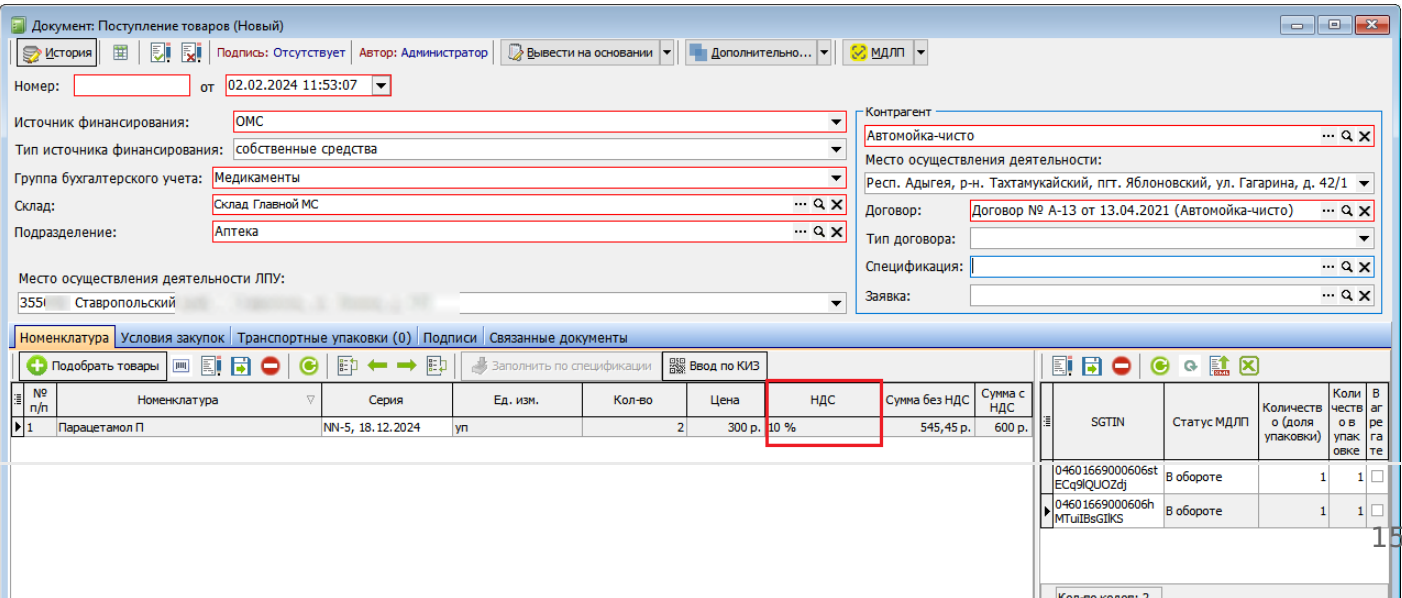 Документ: Поступление товаров (Новый)
История Подпись: Отсутствует Автор: Администратор Вывести на основании Дополнительно... МДЛП
Номер: от 02.02.2024 11:53:07
Источник финансирования: ОМС
Тип источника финансирования: собственные средства
Группа бухгалтерского учета: Медикаменты
Склад: Склад Главной МС
Подразделение: Аптека
Место осуществления деятельности ЛПУ:
Ставропольский
Контрагент
Автомойка-чисто
Место осуществления деятельности:
Респ. Адыгея, р-н. Тахтамукайский, пгт. Яблоновский, ул. Гагарина, д. 42/1
Договор: Договор № А-13 от 13.04.2021 (Автомойка-чисто)
Тип договора:
Спецификация:
Заявка:
Номенклатура Условия закупок Транспортные упаковки (0) Подписи Связанные документы
Подобрать товары Заполнить по спецификации Ввод по КИЗ
№ п/п Номенклатура Серия Ед. изм. Кол-во Цена НДС Сумма без НДС Сумма с НДС
1 Парацетамол П NN-5, 18.12.2024 уп 2 300 р. 10 % 545,45 р. 600 р.
SGTIN Статус МДЛП Количество (доля упаковки) Количество в упаковке В агрегате
04601669000606st
ECq9lQUOZdj В обороте 1 1
04601669000606h
MTuiIBsGIlKS В обороте 1 1
15